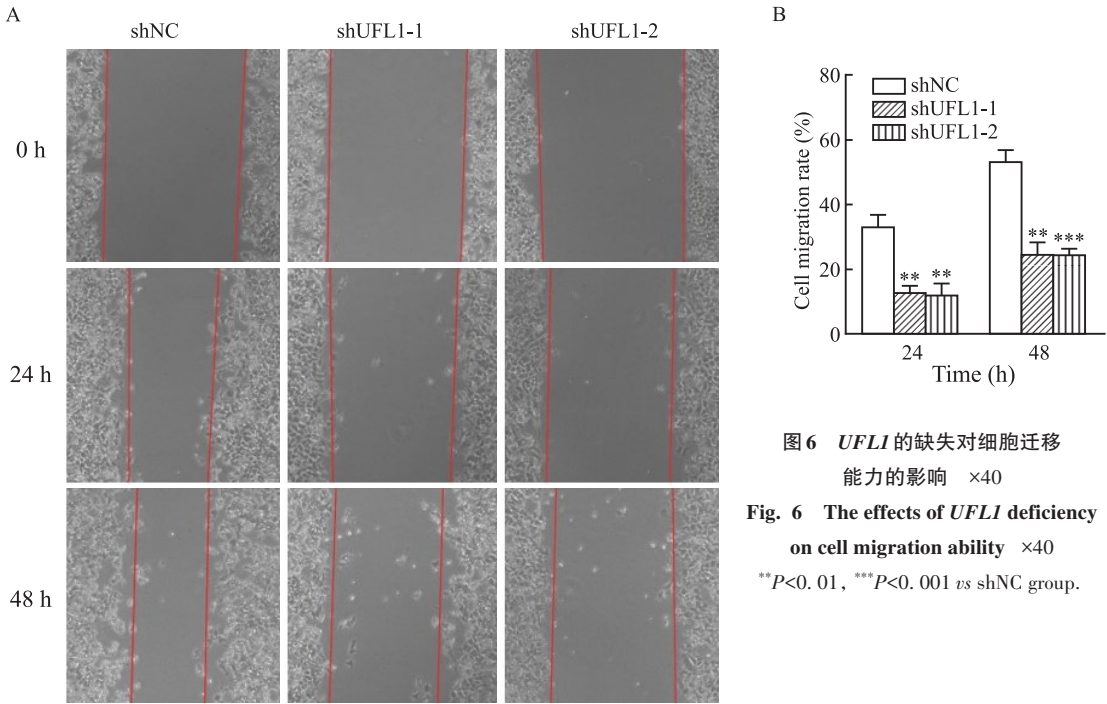 A
shNC shUFL1-1 shUFL1-2
0 h
24 h
48 h
B
80
60
40
20
0
Cell migration rate (%)
shNC
shUFL1-1
shUFL1-2
** **
** ***
24 48
Time (h)
图6 UFL1的缺失对细胞迁移
能力的影响 ×40
Fig. 6 The effects of UFL1 deficiency
on cell migration ability ×40
**P<0. 01, ***P<0. 001 vs shNC group.